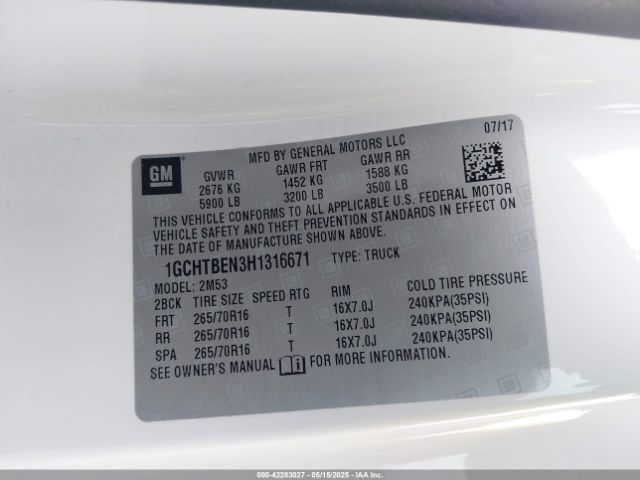 07/17
MFD BY GENERAL MOTORS LLC
GM
GVWR GAWR FRT GAWR RR
2676 KG 1452 KG 1588 KG
5900 LB 3200 LB 3500 LB
THIS VEHICLE CONFORMS TO ALL APPLICABLE U.S. FEDERAL MOTOR
VEHICLE SAFETY AND THEFT PREVENTION STANDARDS IN EFFECT ON
THE DATE OF MANUFACTURE SHOWN ABOVE.
1GCHTBEN3H1316671 TYPE: TRUCK
MODEL: 2M53
2BCK TIRE SIZE SPEED RTG RIM COLD TIRE PRESSURE
FRT 265/70R16 T 16X7.0J 240KPA(35PSI)
RR 265/70R16 T 16X7.0J 240KPA(35PSI)
SPA 265/70R16 T 16X7.0J 240KPA(35PSI)
SEE OWNER'S MANUAL FOR MORE INFORMATION.
000-42283027 - 05/15/2025 - IAA Inc.